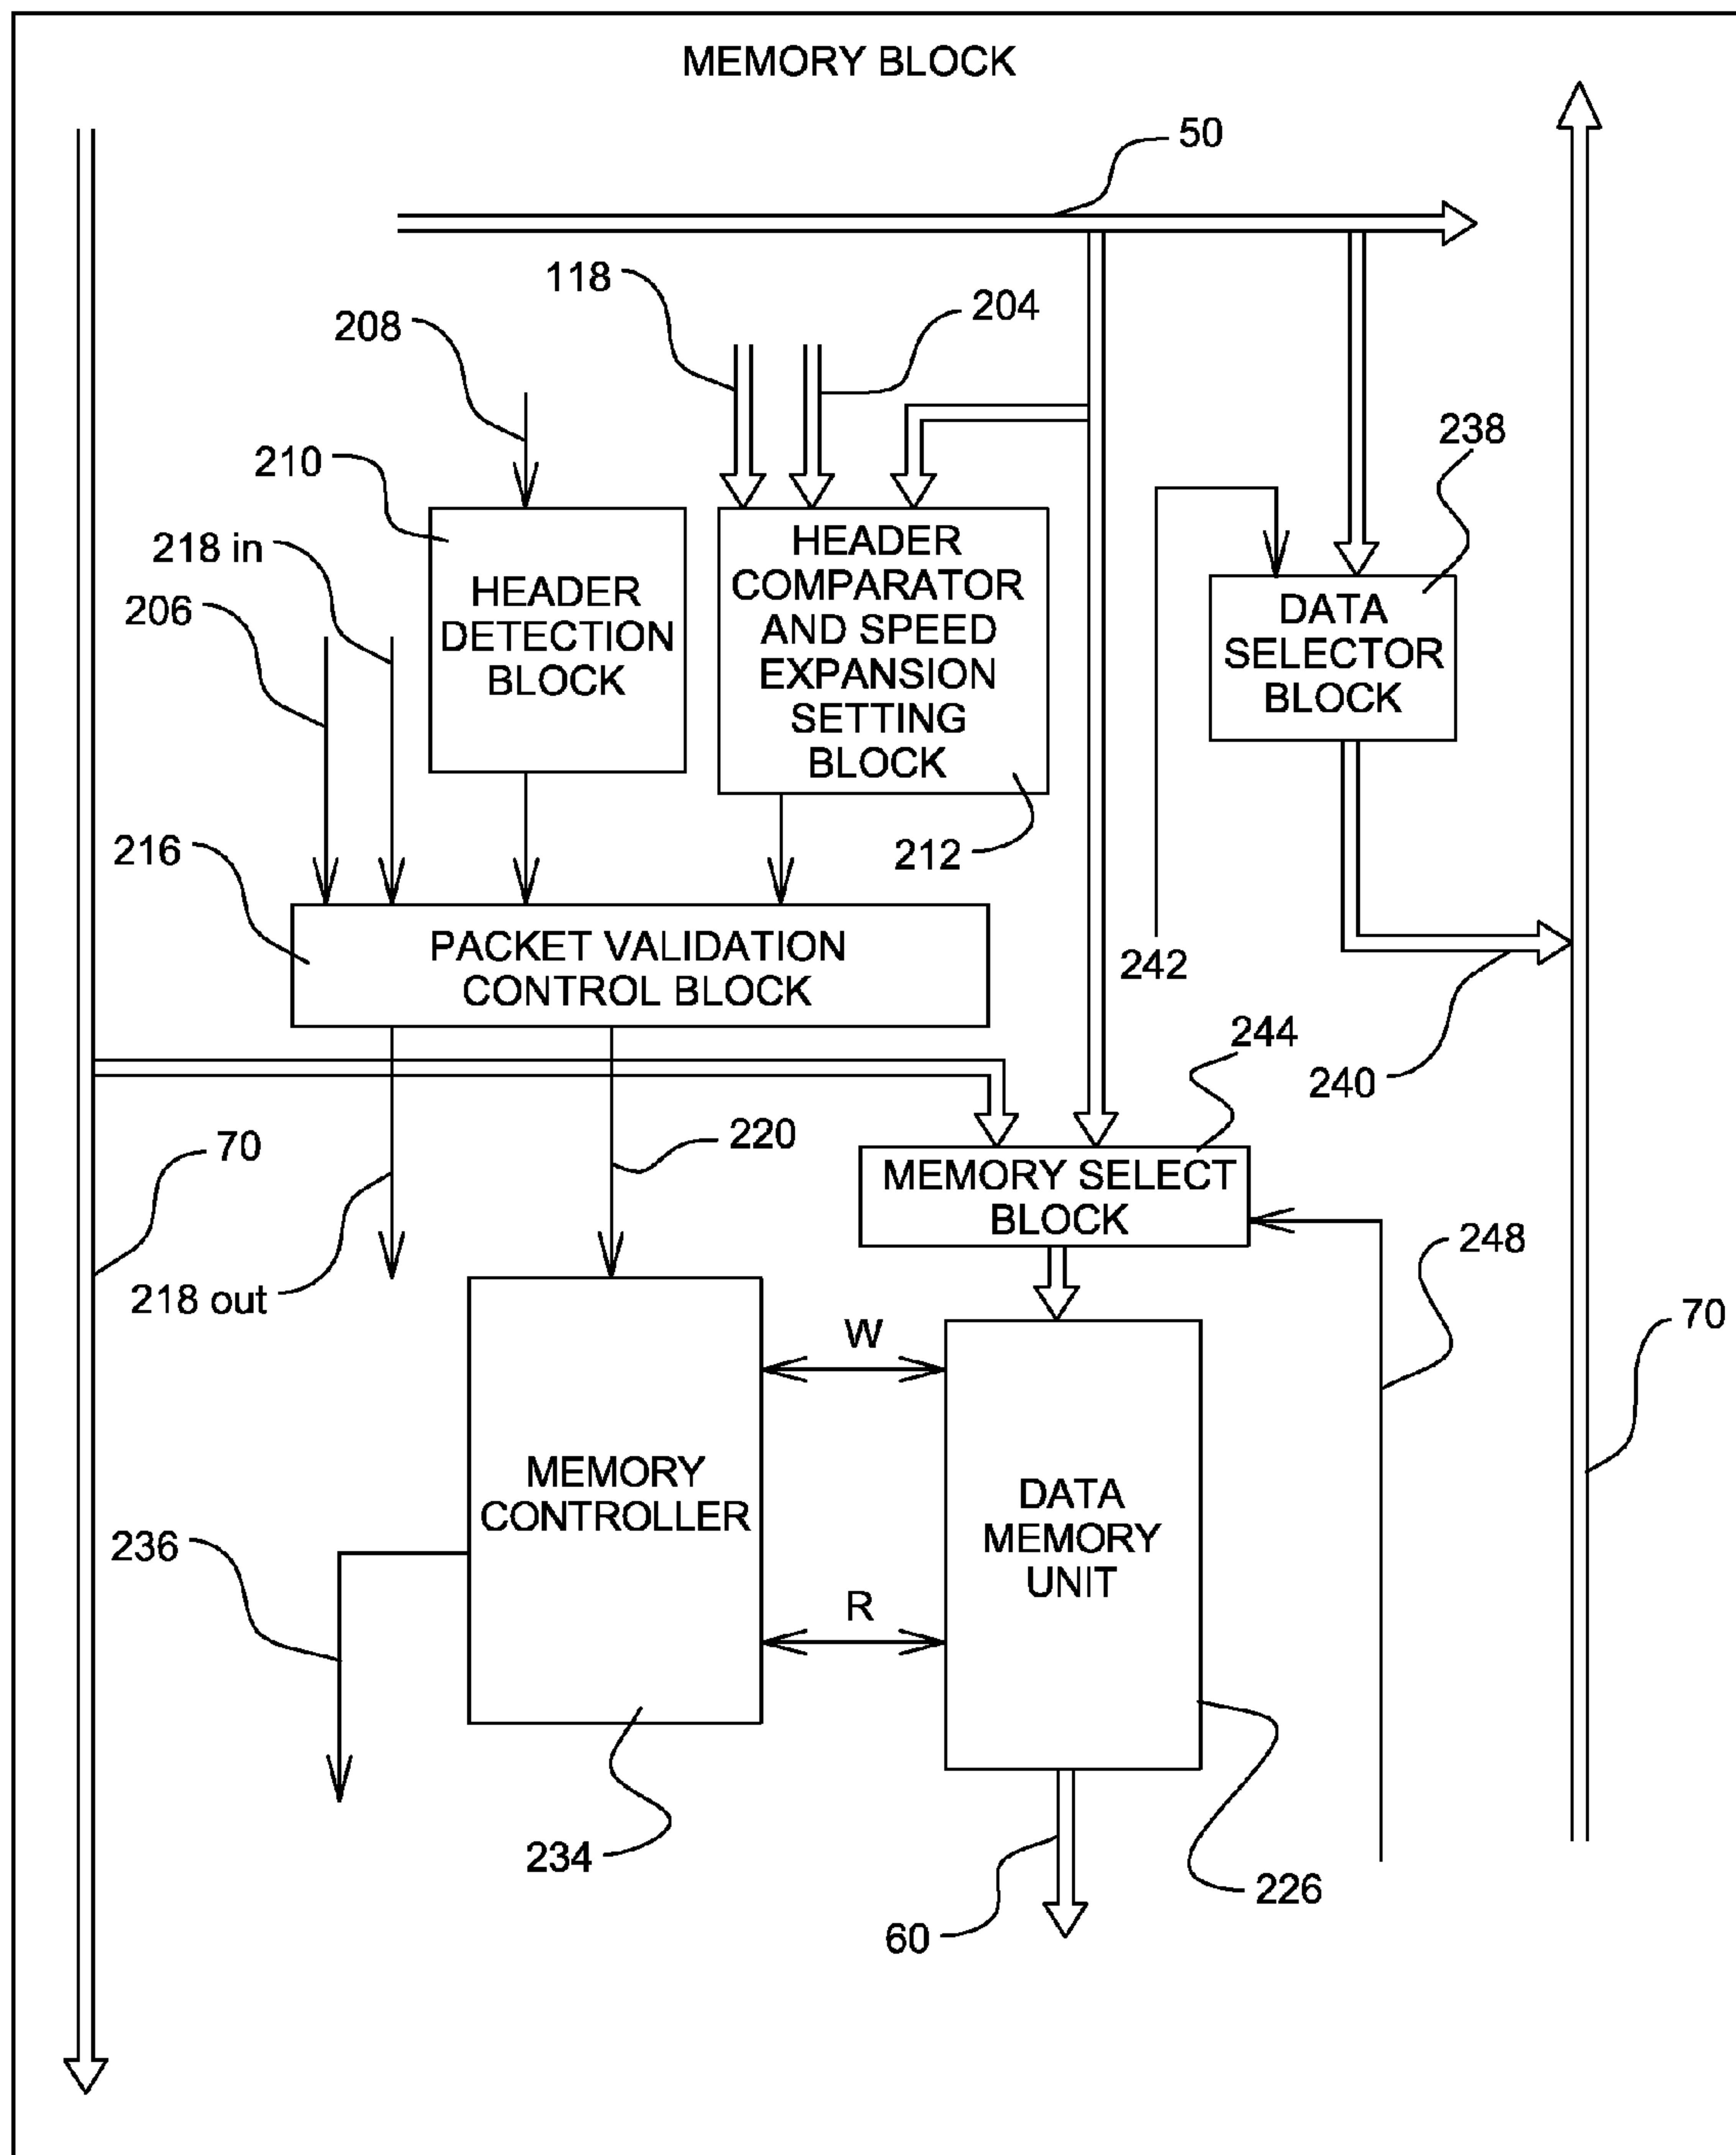 MEMORY BLOCK
50
118
204
208
238
210
218 in
206
HEADER
DETECTION
BLOCK
HEADER
COMPARATOR
AND SPEED
EXPANSION
SETTING
BLOCK
DATA
SELECTOR
BLOCK
216
212
PACKET VALIDATION
CONTROL BLOCK
242
244
240
70
220
MEMORY SELECT
BLOCK
248
218 out
70
W
MEMORY
CONTROLLER
DATA
MEMORY
UNIT
236
R
234
226
60